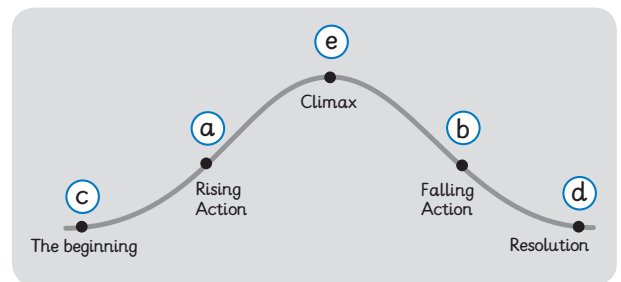 e
Climax
a
b
Rising
Action
Falling
Action
c
d
The beginning
Resolution